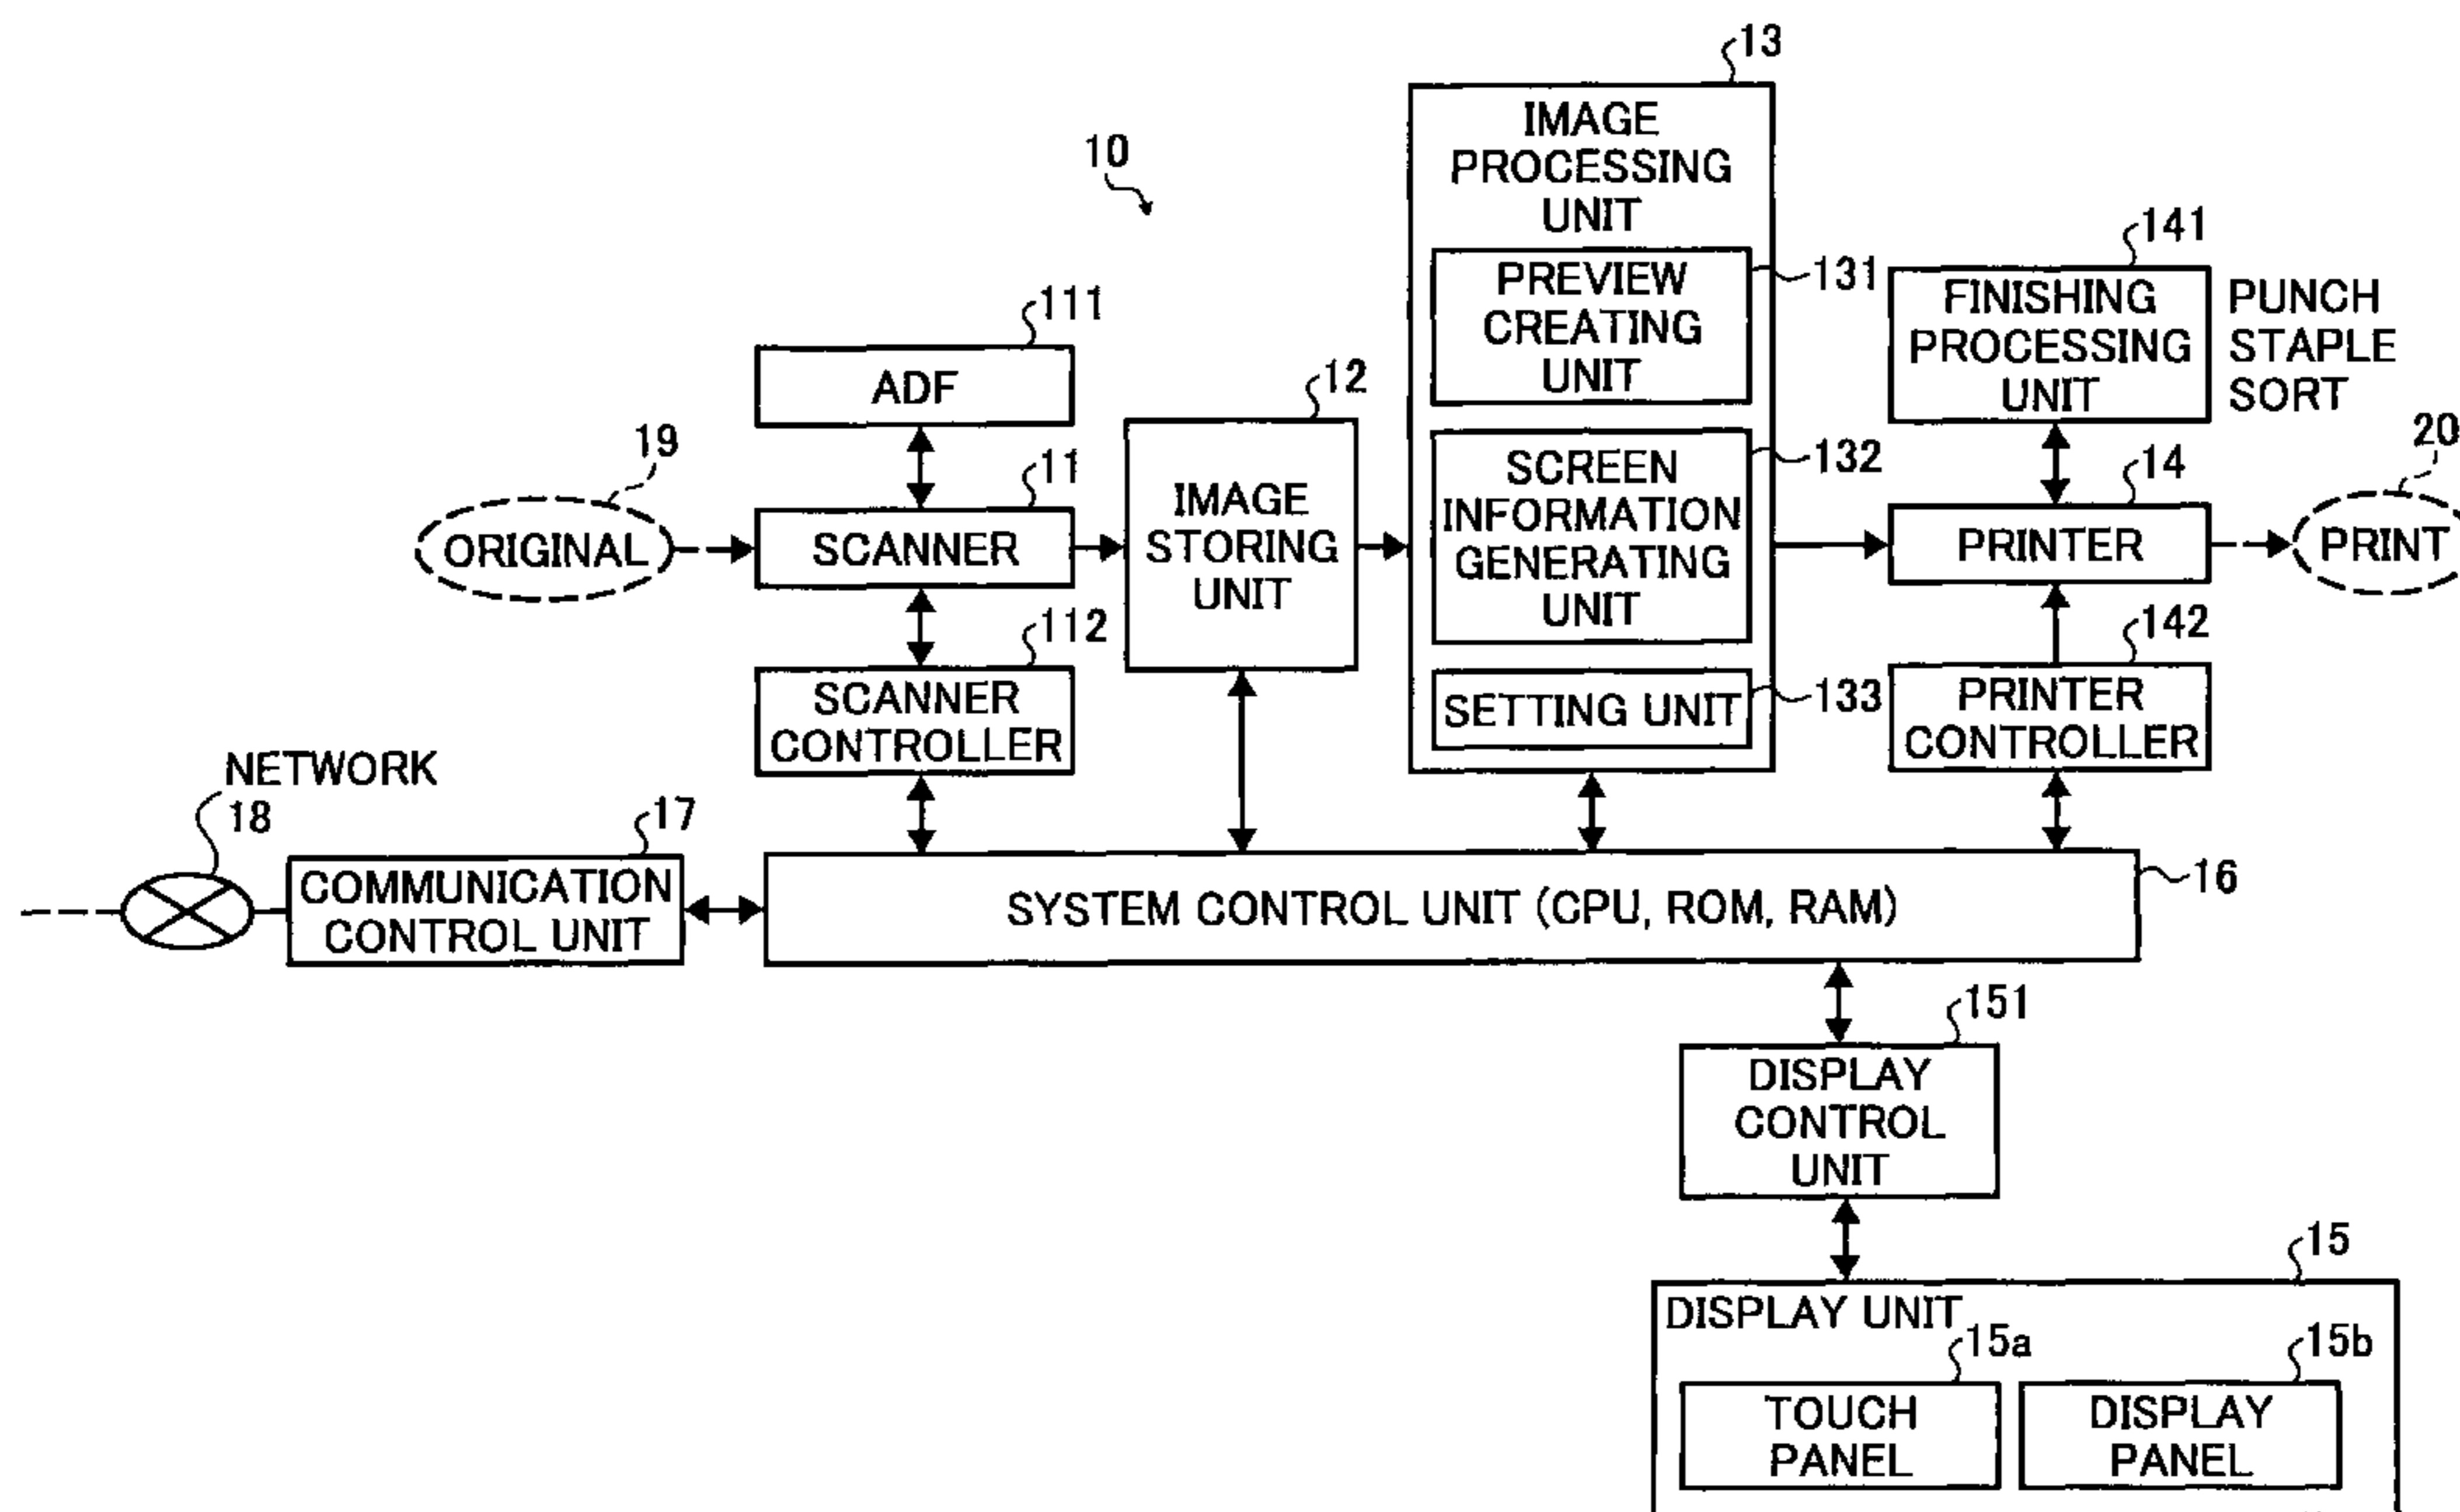 13
IMAGE
PROCESSING
UNIT
10
141
PREVIEW
CREATING
UNIT
131
FINISHING
PROCESSING
UNIT
PUNCH
STAPLE
SORT
111
ADF
12
IMAGE
STORING
UNIT
19
ORIGINAL
11
SCANNER
SCREEN
INFORMATION
GENERATING
UNIT
132
14
PRINTER
20
PRINT
112
SCANNER
CONTROLLER
SETTING UNIT
133
142
PRINTER
CONTROLLER
NETWORK
18
17
COMMUNICATION
CONTROL UNIT
SYSTEM CONTROL UNIT (CPU, ROM, RAM)
16
151
DISPLAY
CONTROL
UNIT
15
DISPLAY UNIT
15a
TOUCH
PANEL
15b
DISPLAY
PANEL